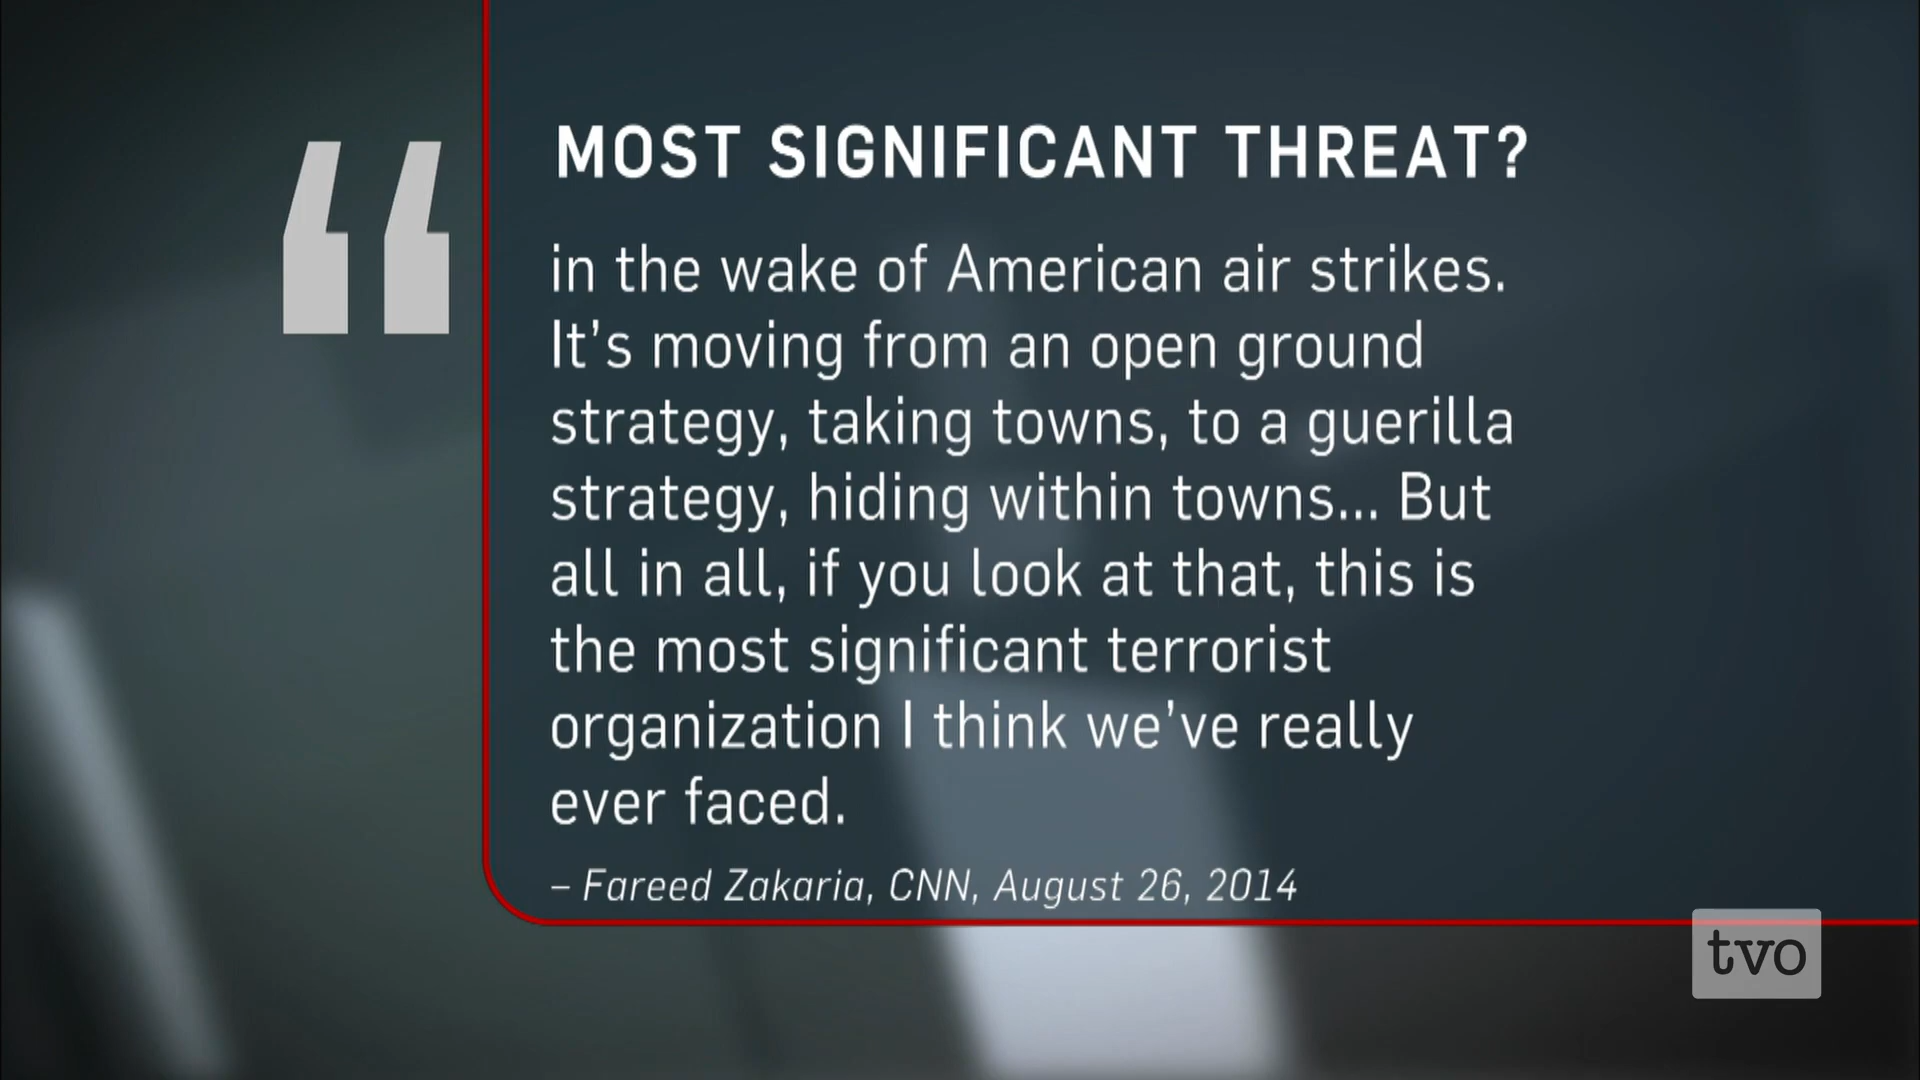 “
MOST SIGNIFICANT THREAT?
in the wake of American air strikes.
It’s moving from an open ground
strategy, taking towns, to a guerilla
strategy, hiding within towns... But
all in all, if you look at that, this is
the most significant terrorist
organization I think we’ve really
ever faced.
– Fareed Zakaria, CNN, August 26, 2014
tvo